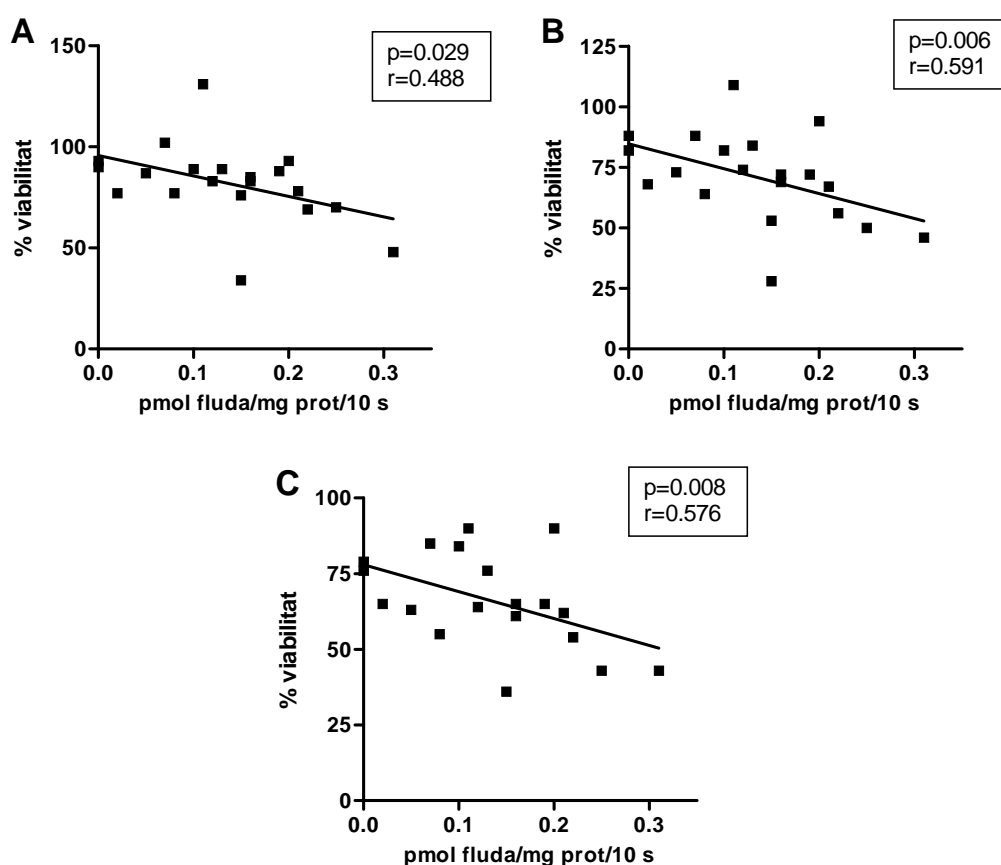 A
p=0.029
r=0.488
% viabilitat
150
100
50
0
0.0 0.1 0.2 0.3
pmol fluda/mg prot/10 s
B
p=0.006
r=0.591
% viabilitat
125
100
75
50
25
0
0.0 0.1 0.2 0.3
pmol fluda/mg prot/10 s
C
p=0.008
r=0.576
% viabilitat
100
75
50
25
0
0.0 0.1 0.2 0.3
pmol fluda/mg prot/10 s